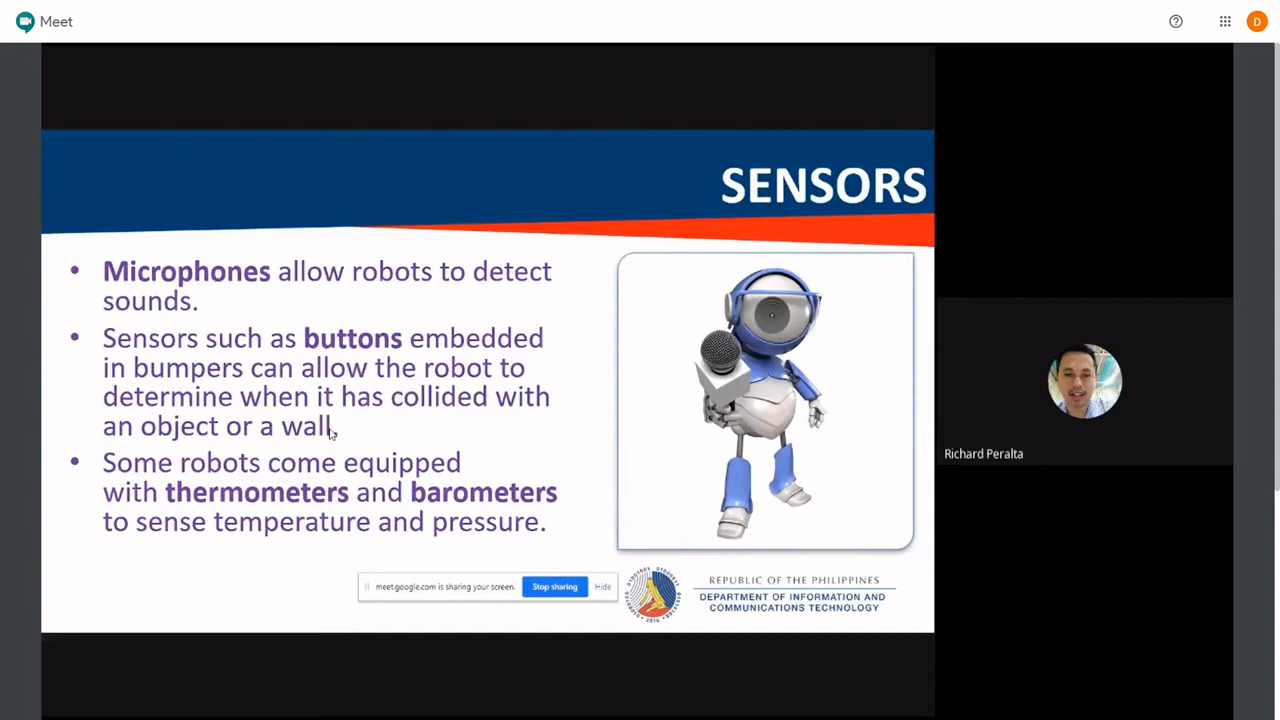 Meet
D
SENSORS
• Microphones allow robots to detect
sounds.
• Sensors such as buttons embedded
in bumpers can allow the robot to
determine when it has collided with
an object or a wall.
• Some robots come equipped
with thermometers and barometers
to sense temperature and pressure.
Richard Peralta
meet.google.com is sharing your screen.
Stop sharing
Hide
REPUBLIC OF THE PHILIPPINES
DEPARTMENT OF INFORMATION AND
COMMUNICATIONS TECHNOLOGY
2016